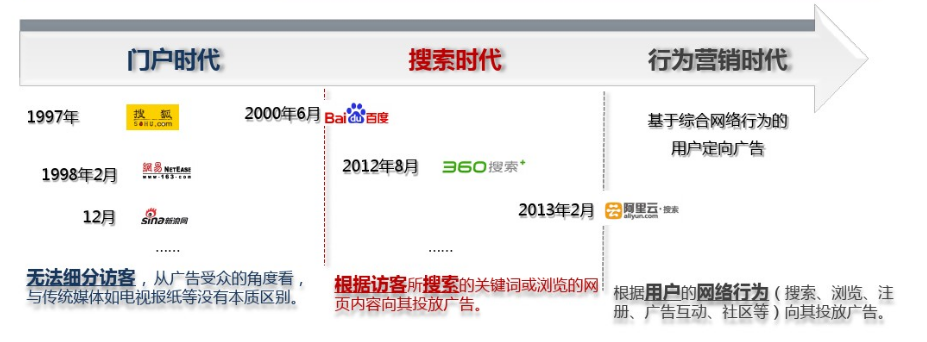 门户时代
搜索时代
行为营销时代
1997年
搜狐
SOHU.com
2000年6月
Bai du 百度
基于综合网络行为的
用户定向广告
1998年2月
網易 NETEASE
www.163.com
2012年8月
360搜索+
12月
sina新浪网
2013年2月
阿里云·搜索
aliyun.com
……
……
无法细分访客，从广告受众的角度看，
与传统媒体如电视报纸等没有本质区别。
根据访客所搜索的关键词或浏览的网
页内容向其投放广告。
根据用户的网络行为（搜索、浏览、注
册、广告互动、社区等）向其投放广告。